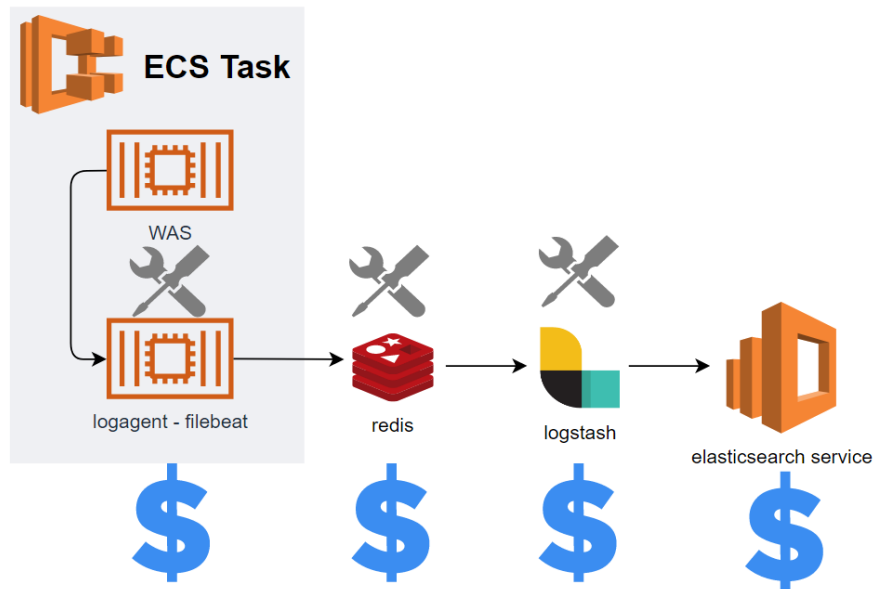 ECS Task
WAS
logagent - filebeat
redis
logstash
elasticsearch service
$ $ $ $